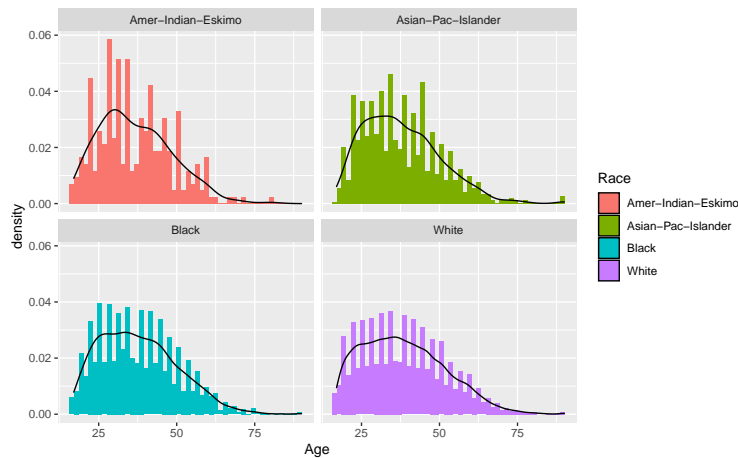 Amer−Indian−Eskimo
Asian−Pac−Islander
0.06
0.04
0.02
0.00
Black
White
0.06
0.04
0.02
0.00
25
50
75
25
50
75
Age
density
Race
Amer−Indian−Eskimo
Asian−Pac−Islander
Black
White